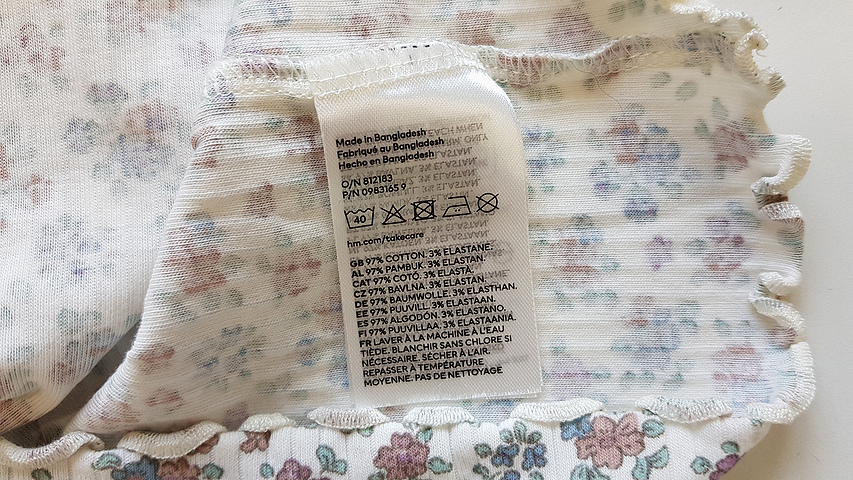 Made in Bangladesh
Fabriqué au Bangladesh
Hecho en Bangladesh
O/N 812183
P/N 0983165 9
40
hm.com/takecare
GB 97% COTTON. 3% ELASTANE.
AL 97% PAMBUK. 3% ELASTAN.
CAT 97% COTÓ. 3% ELASTÀ.
CZ 97% BAVLNA. 3% ELASTAN.
DE 97% BAUMWOLLE. 3% ELASTHAN.
EE 97% PUUVILL. 3% ELASTAAN.
ES 97% ALGODÓN. 3% ELASTANO.
FI 97% PUUVILLAA. 3% ELASTAANIA.
FR LAVER À LA MACHINE À L'EAU
TIÈDE. BLANCHIR SANS CHLORE SI
NÉCESSAIRE. SÉCHER À L'AIR.
REPASSER À TEMPÉRATURE
MOYENNE. PAS DE NETTOYAGE